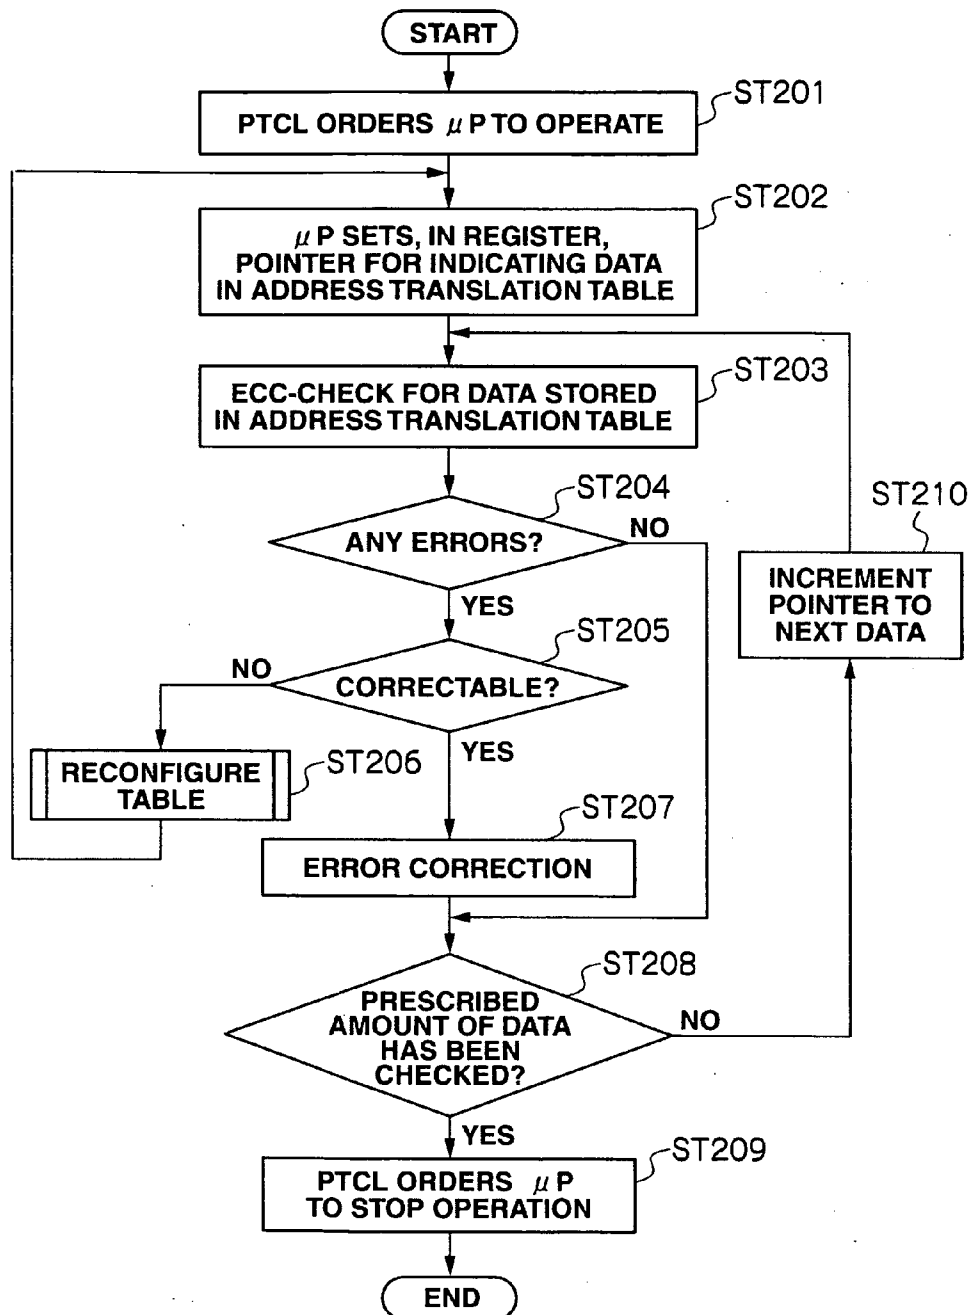 START
ST201
PTCL ORDERS μP TO OPERATE
ST202
μP SETS, IN REGISTER,
POINTER FOR INDICATING DATA
IN ADDRESS TRANSLATION TABLE
ST203
ECC-CHECK FOR DATA STORED
IN ADDRESS TRANSLATION TABLE
ST204
ANY ERRORS?
NO
YES
ST210
INCREMENT
POINTER TO
NEXT DATA
ST205
NO
CORRECTABLE?
YES
RECONFIGURE
TABLE
ST206
ST207
ERROR CORRECTION
ST208
PRESCRIBED
AMOUNT OF DATA
HAS BEEN
CHECKED?
NO
YES
ST209
PTCL ORDERS μP
TO STOP OPERATION
END